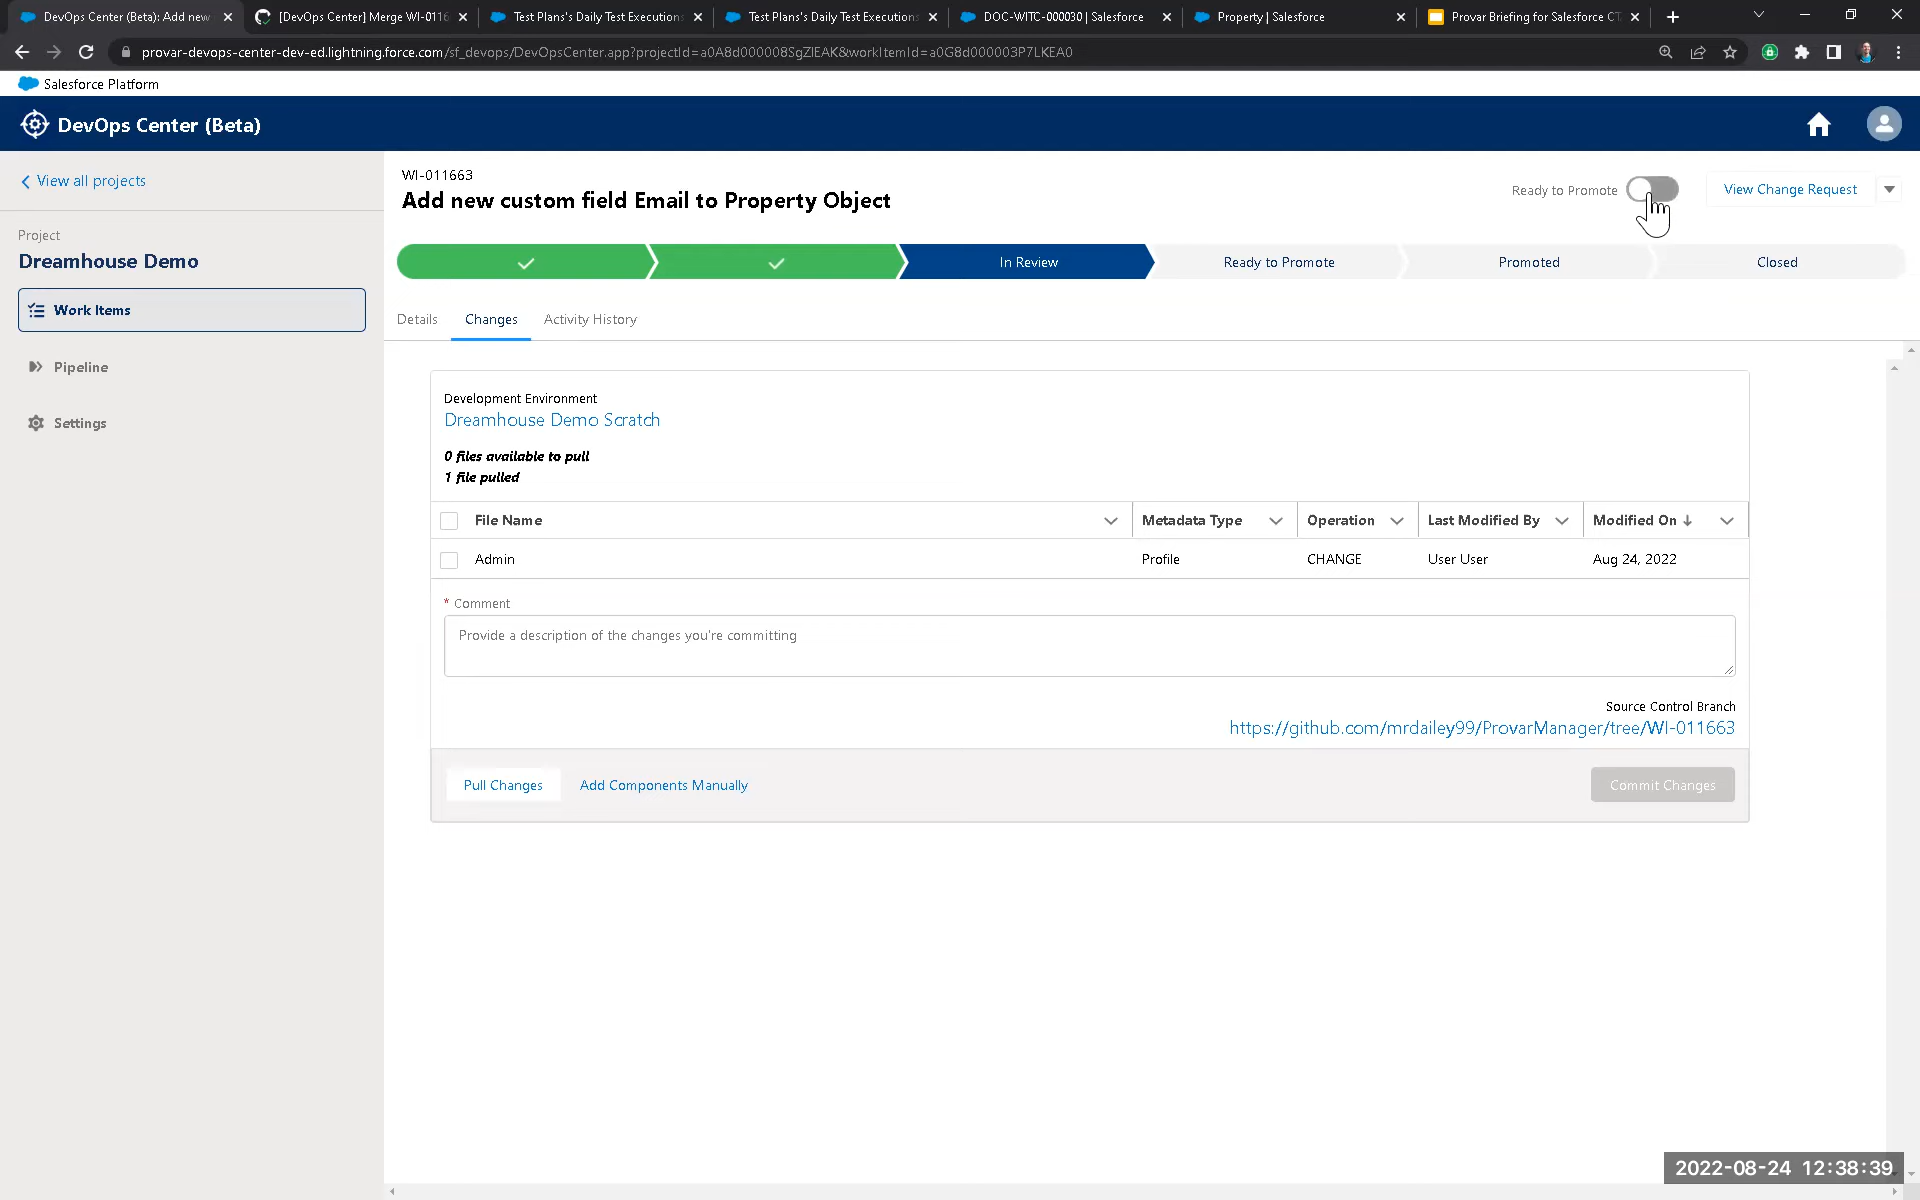 DevOps Center (Beta): Add new
[DevOps Center] Merge WI-0116
Test Plans's Daily Test Executions
Test Plans's Daily Test Executions
DOC-WITC-000030 | Salesforce
Property | Salesforce
Provar Briefing for Salesforce CT
provar-devops-center-dev-ed.lightning.force.com/sf_devops/DevOpsCenter.app?projectId=a0A8d000008SgZlEAK&workItemId=a0G8d000003P7LKEA0
Salesforce Platform
DevOps Center (Beta)
View all projects
Project
Dreamhouse Demo
Work Items
Pipeline
Settings
WI-011663
Add new custom field Email to Property Object
Ready to Promote
View Change Request
In Review
Ready to Promote
Promoted
Closed
Details
Changes
Activity History
Development Environment
Dreamhouse Demo Scratch
0 files available to pull
1 file pulled
File Name
Metadata Type
Operation
Last Modified By
Modified On
Admin
Profile
CHANGE
User User
Aug 24, 2022
* Comment
Provide a description of the changes you're committing
Source Control Branch
https://github.com/mrdailey99/ProvarManager/tree/WI-011663
Pull Changes
Add Components Manually
Commit Changes
2022-08-24 12:38:39